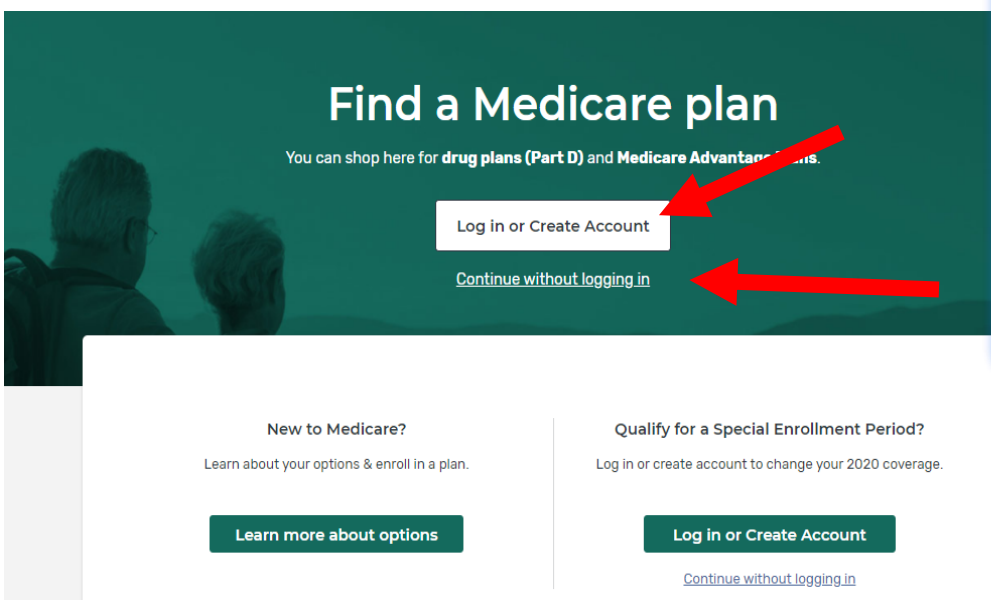 Find a Medicare plan
You can shop here for drug plans (Part D) and Medicare Advantage
Log in or Create Account
Continue without logging in
New to Medicare?
Learn about your options & enroll in a plan.
Learn more about options
Qualify for a Special Enrollment Period?
Log in or create account to change your 2020 coverage.
Log in or Create Account
Continue without logging in